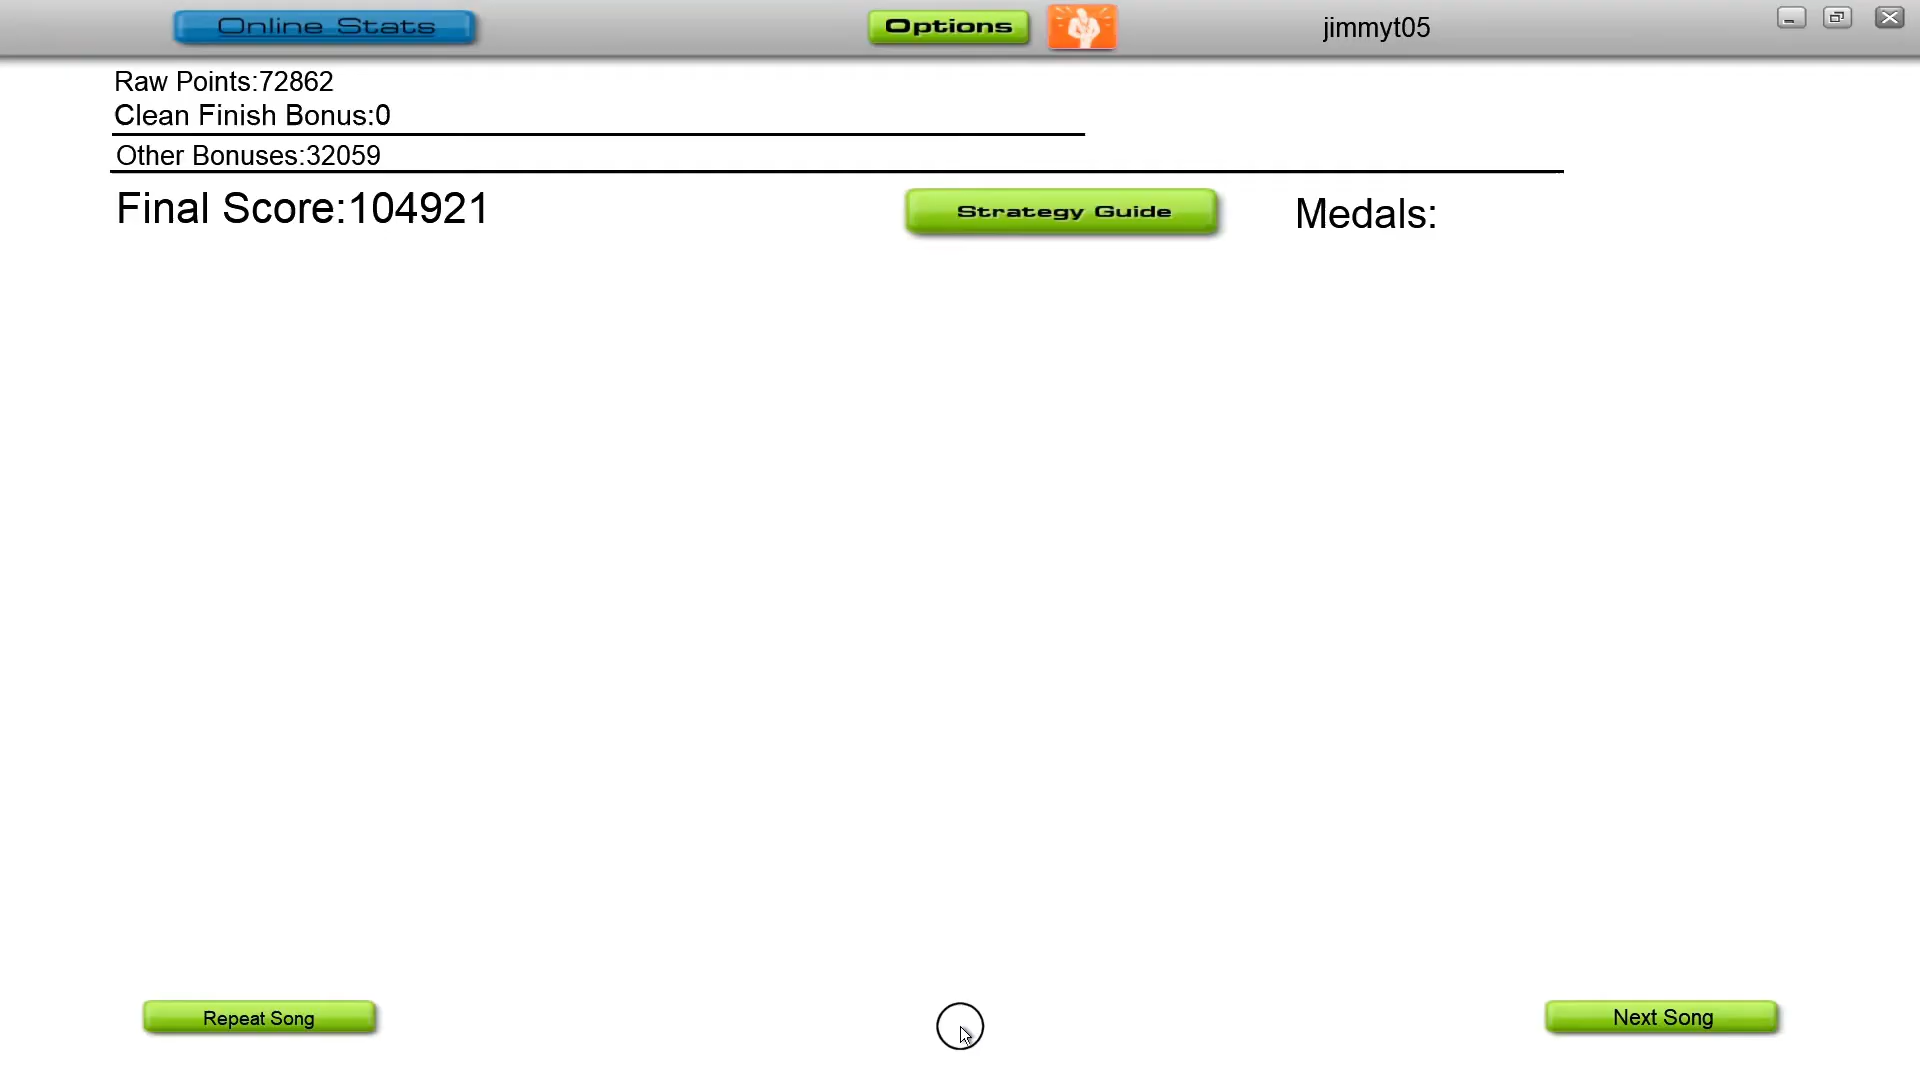 Online Stats
Options
jimmyt05
Raw Points:72862
Clean Finish Bonus:0
Other Bonuses:32059
Final Score:104921
Strategy Guide
Medals:
Repeat Song
Next Song